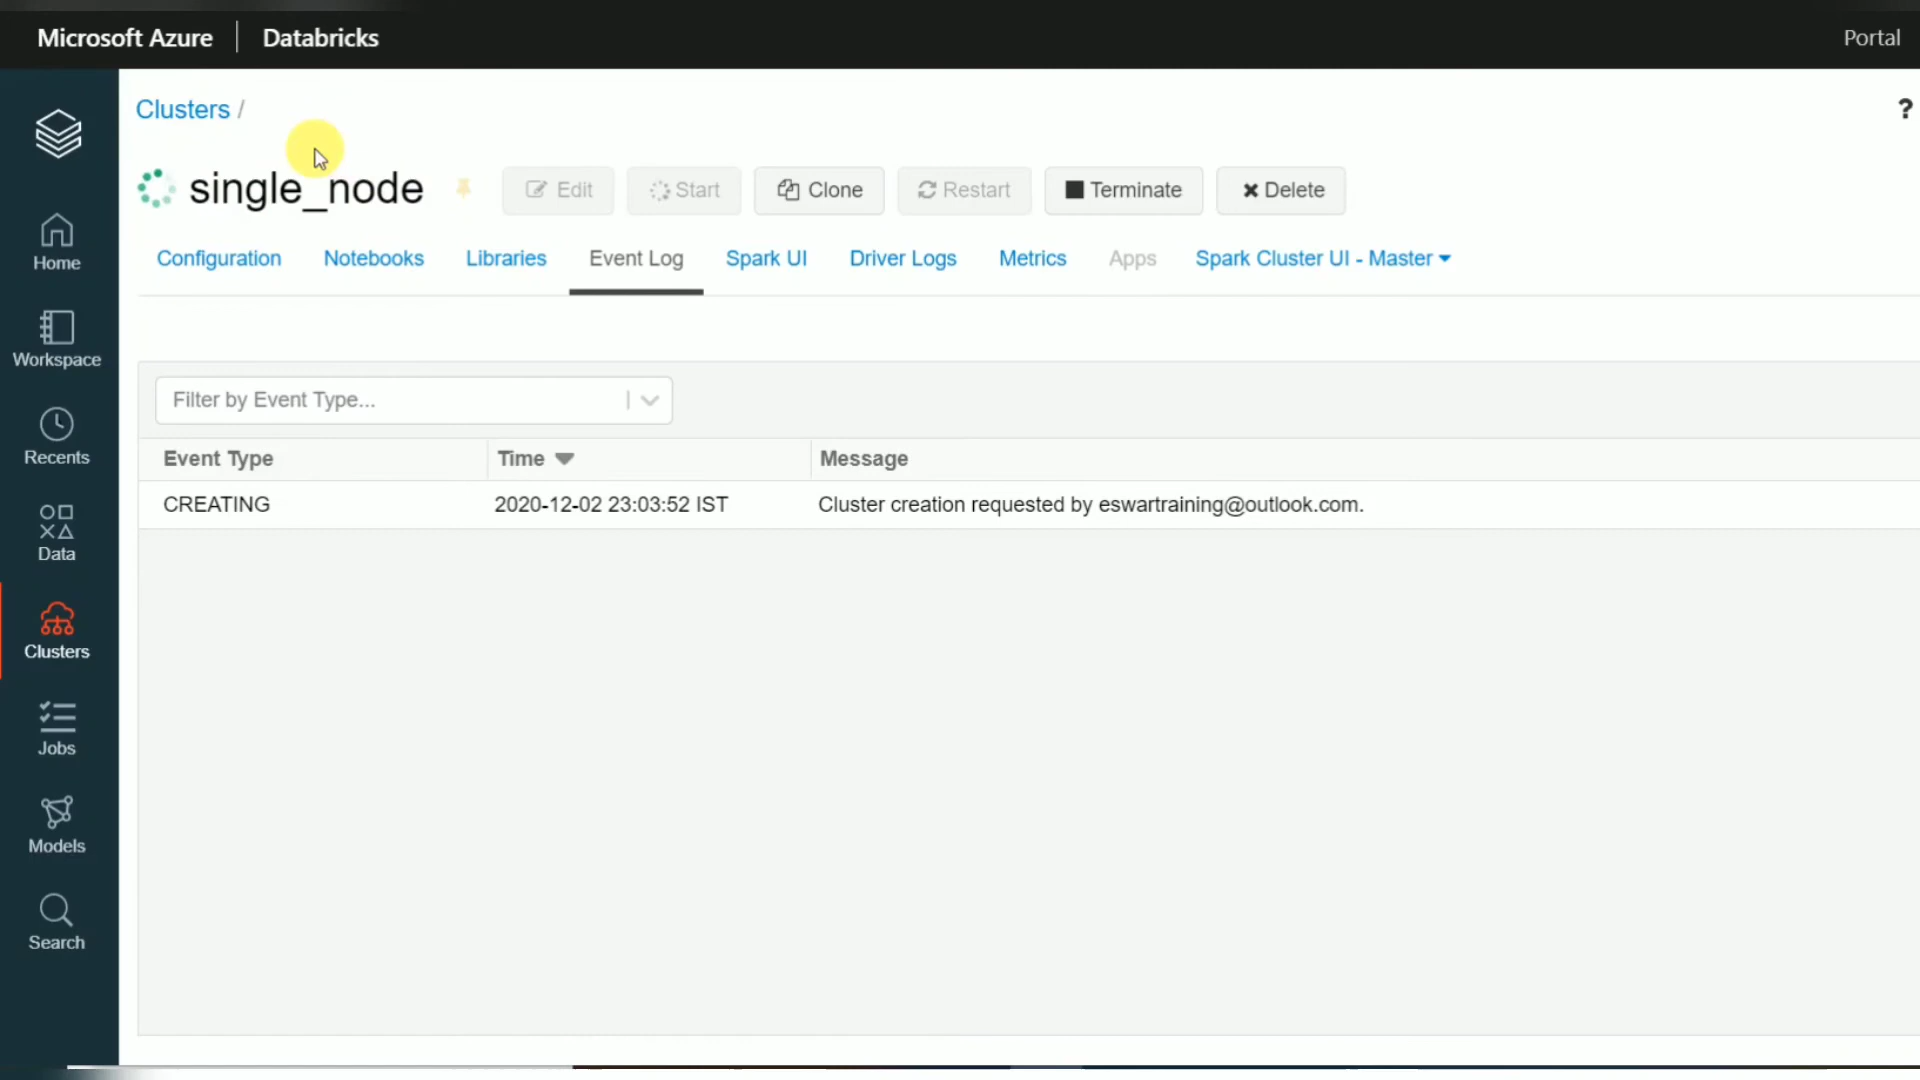 Microsoft Azure | Databricks Portal
Clusters / ?
single_node Edit Start Clone Restart Terminate Delete
Configuration Notebooks Libraries Event Log Spark UI Driver Logs Metrics Apps Spark Cluster UI - Master
Home
Workspace
Recents
Data
Clusters
Jobs
Models
Search
Filter by Event Type...
Event Type Time Message
CREATING 2020-12-02 23:03:52 IST Cluster creation requested by eswartraining@outlook.com.